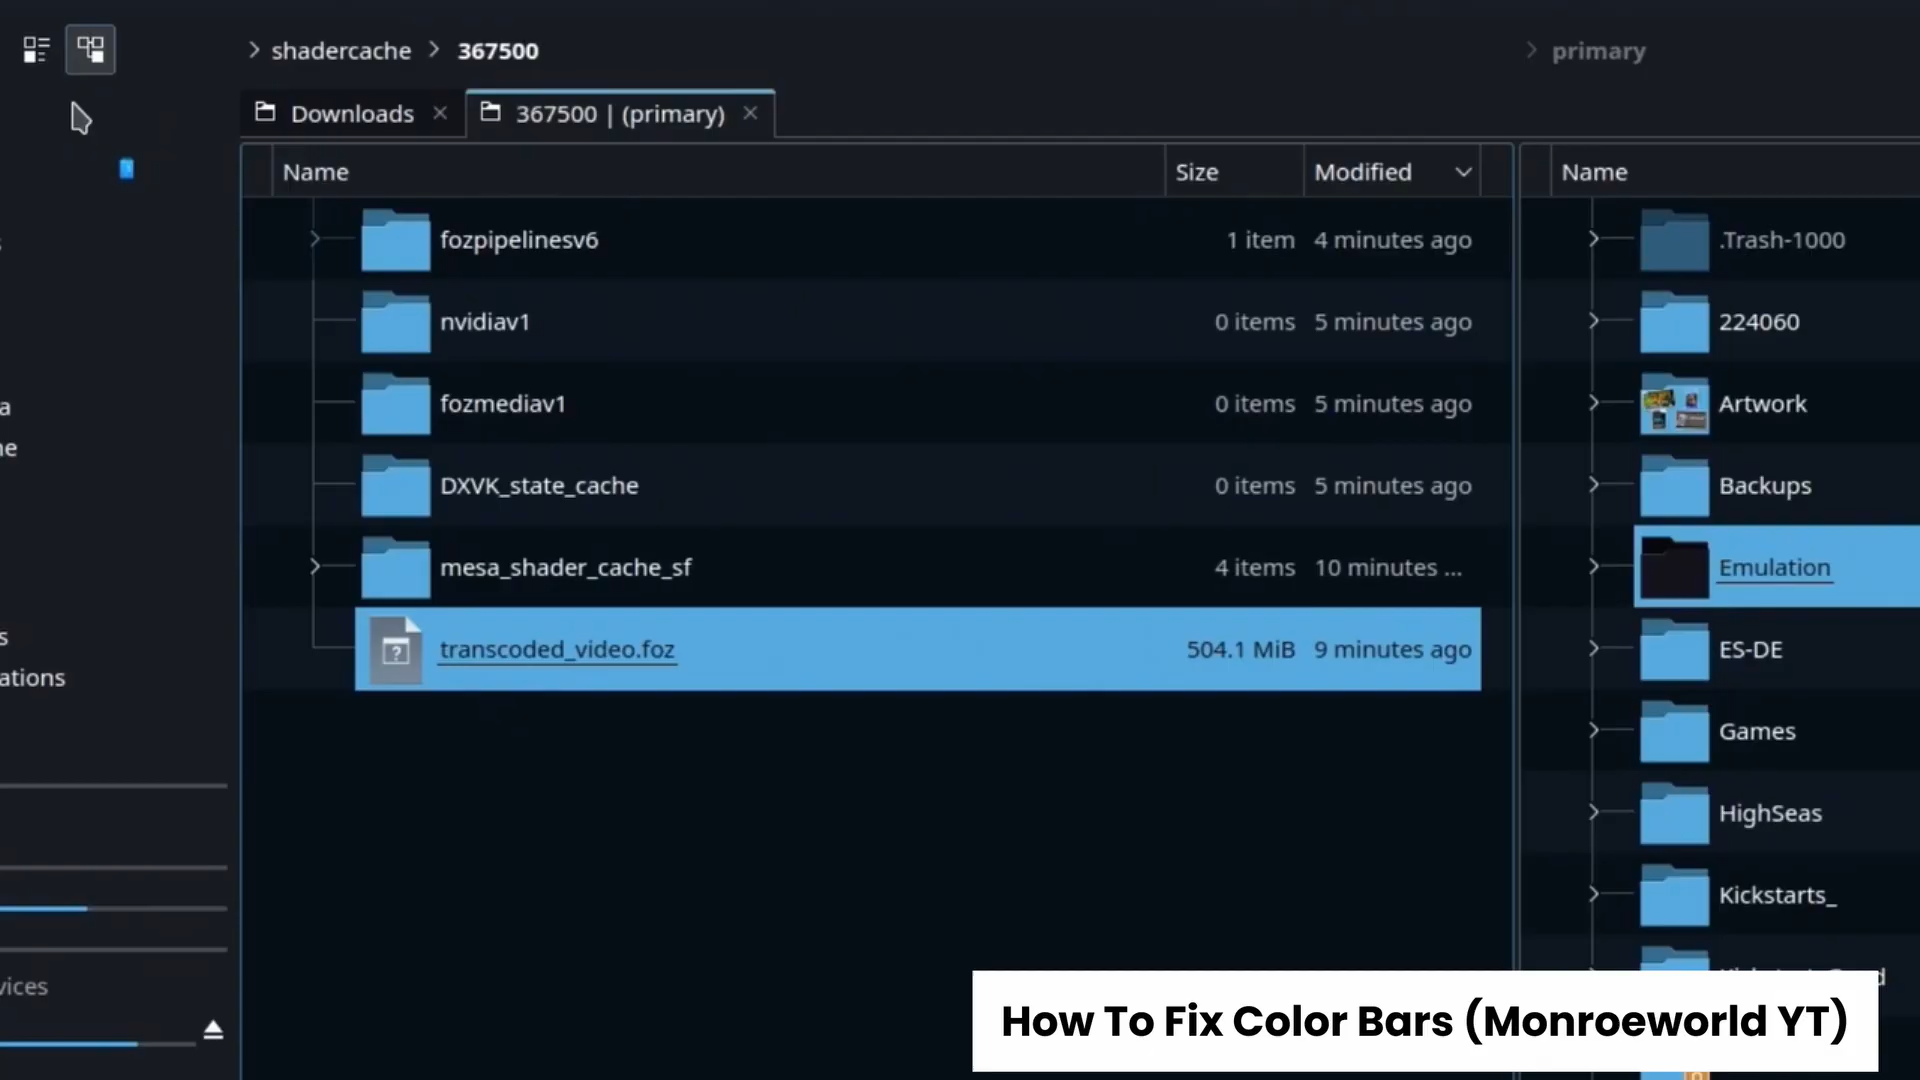 shadercache > 367500
primary
Downloads
367500 | (primary)
Name Size Modified
Name
fozpipelinesv6 1 item 4 minutes ago
nvidiav1 0 items 5 minutes ago
fozmediav1 0 items 5 minutes ago
DXVK_state_cache 0 items 5 minutes ago
mesa_shader_cache_sf 4 items 10 minutes ...
transcoded_video.foz 504.1 MiB 9 minutes ago
.Trash-1000
224060
Artwork
Backups
Emulation
ES-DE
Games
HighSeas
Kickstarts_
s
a
ne
s
ations
vices
How To Fix Color Bars (Monroeworld YT)